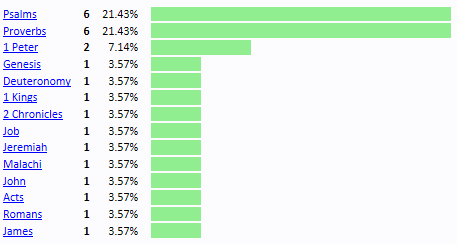 Psalms 6 21.43%
Proverbs 6 21.43%
1 Peter 2 7.14%
Genesis 1 3.57%
Deuteronomy 1 3.57%
1 Kings 1 3.57%
2 Chronicles 1 3.57%
Job 1 3.57%
Jeremiah 1 3.57%
Malachi 1 3.57%
John 1 3.57%
Acts 1 3.57%
Romans 1 3.57%
James 1 3.57%